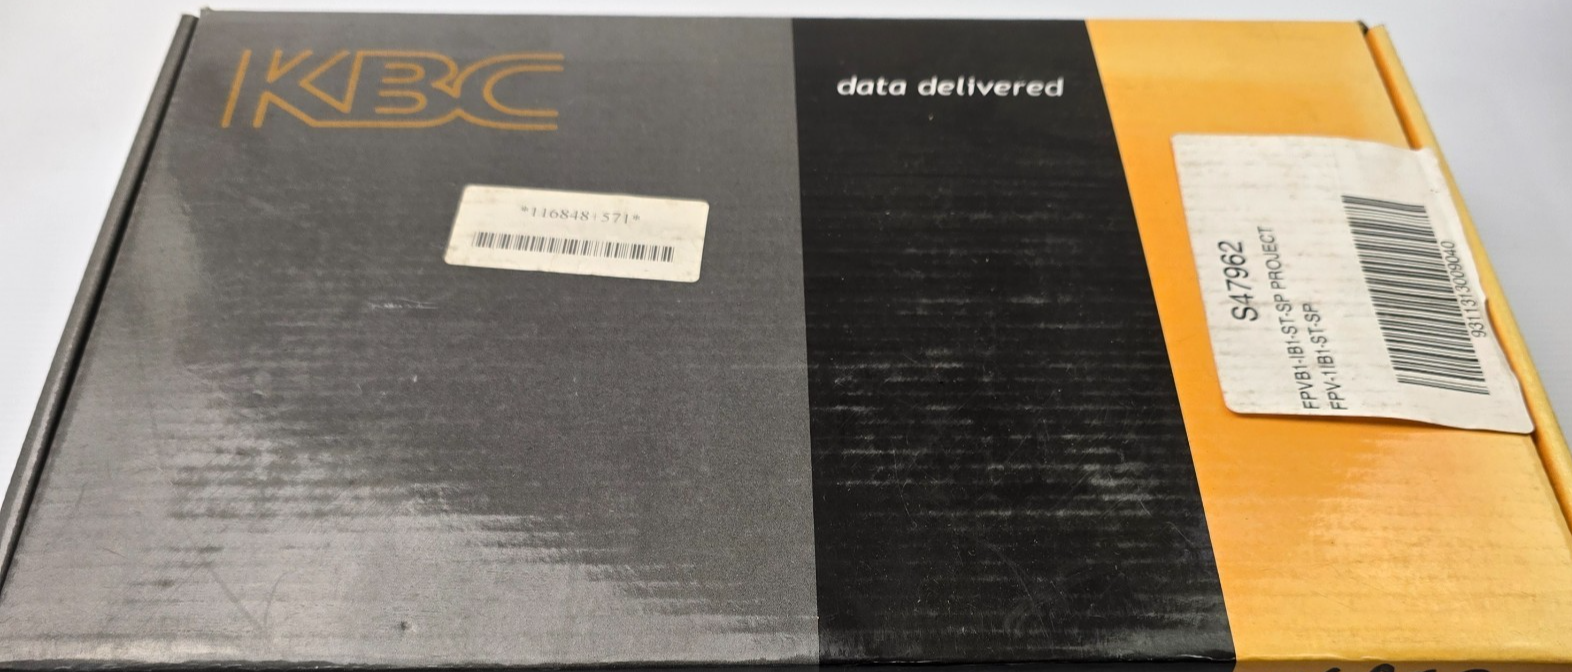 KBC
data delivered
*116848+571*
S47962
FPVB1-IB1-ST-SP PROJECT
FPV-1IB1-ST-SP
9311313009040